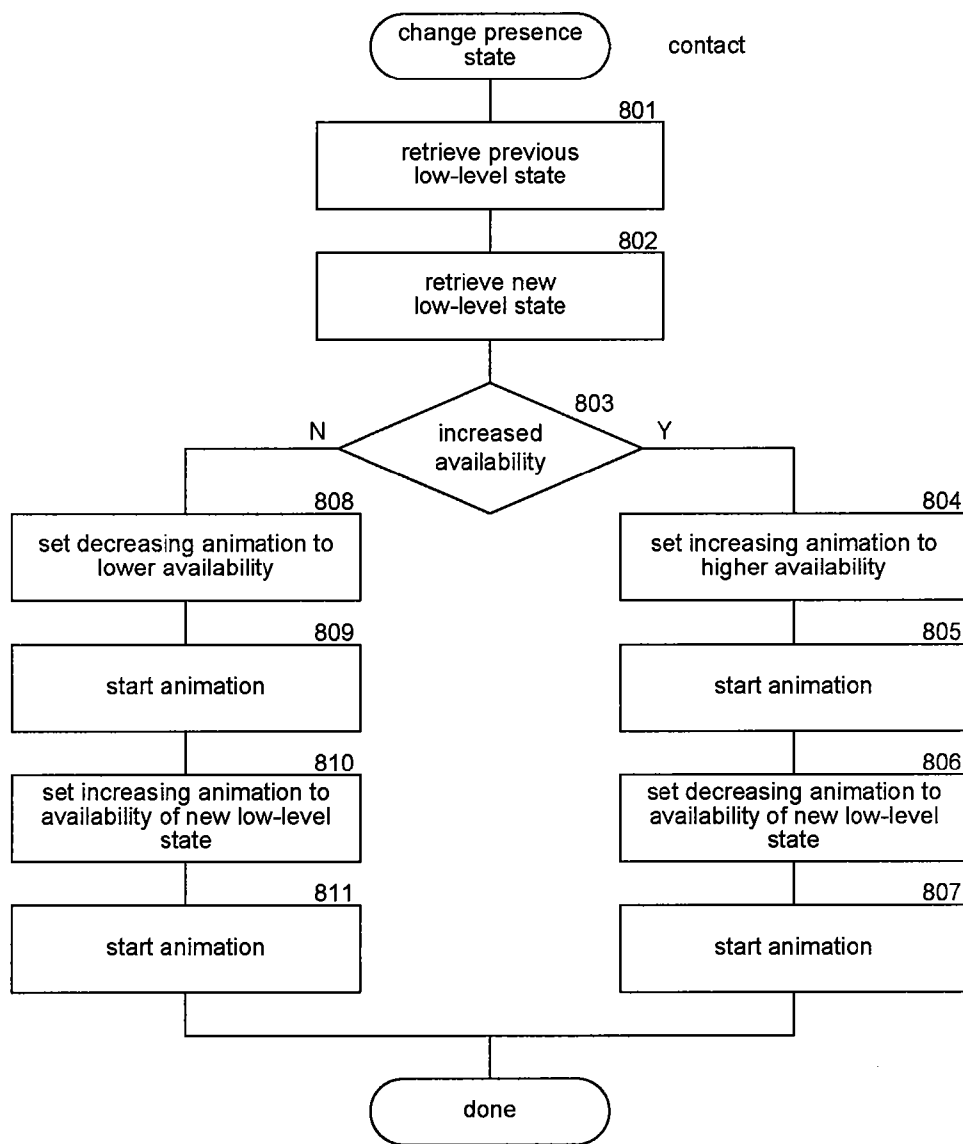 change presence
state
contact
801
retrieve previous
low-level state
802
retrieve new
low-level state
803
increased
availability
N
Y
808
set decreasing animation to
lower availability
804
set increasing animation to
higher availability
809
start animation
805
start animation
810
set increasing animation to
availability of new low-level
state
806
set decreasing animation to
availability of new low-level
state
811
start animation
807
start animation
done